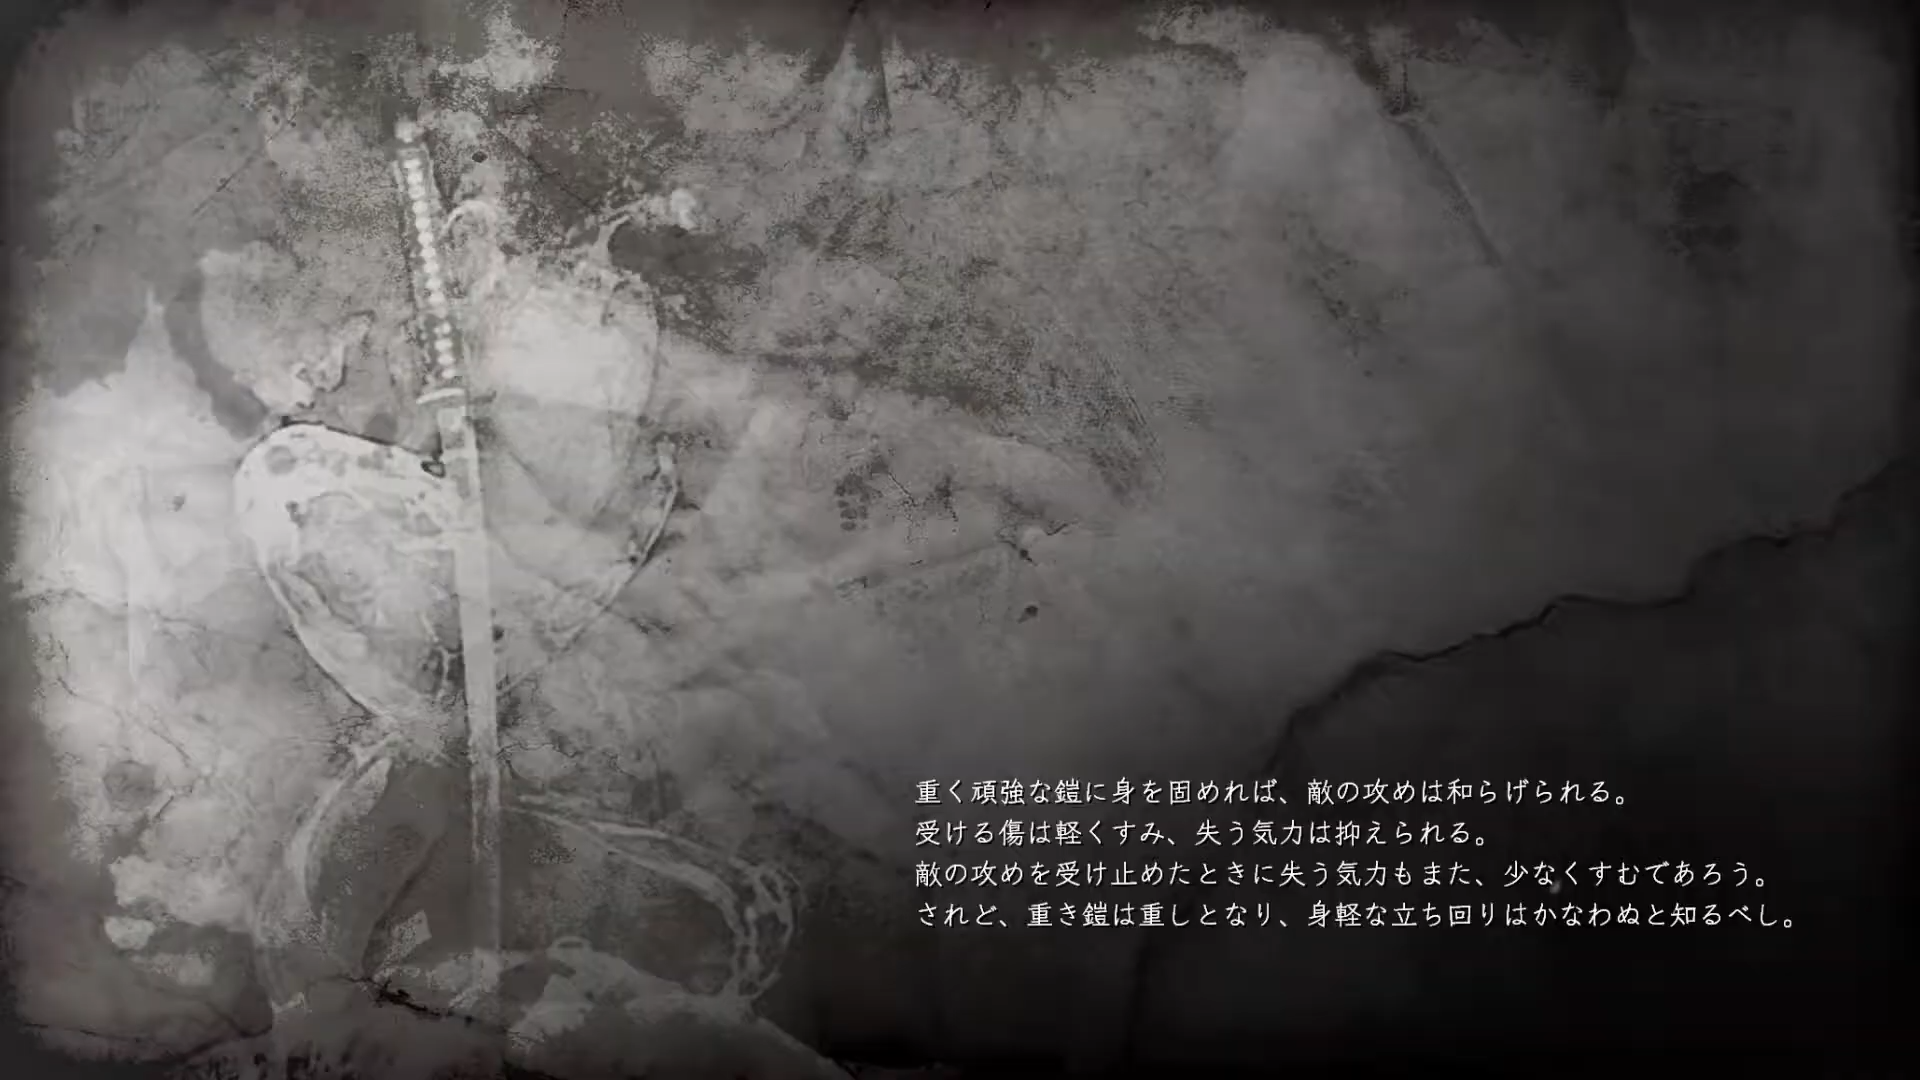 重く頑強な鎧に身を固めれば、敵の攻めは和らげられる。
受ける傷は軽くすみ、失う気力は抑えられる。
敵の攻めを受け止めたときに失う気力もまた、少なくすむであろう。
されど、重き鎧は重しとなり、身軽な立ち回りはかなわぬと知るべし。